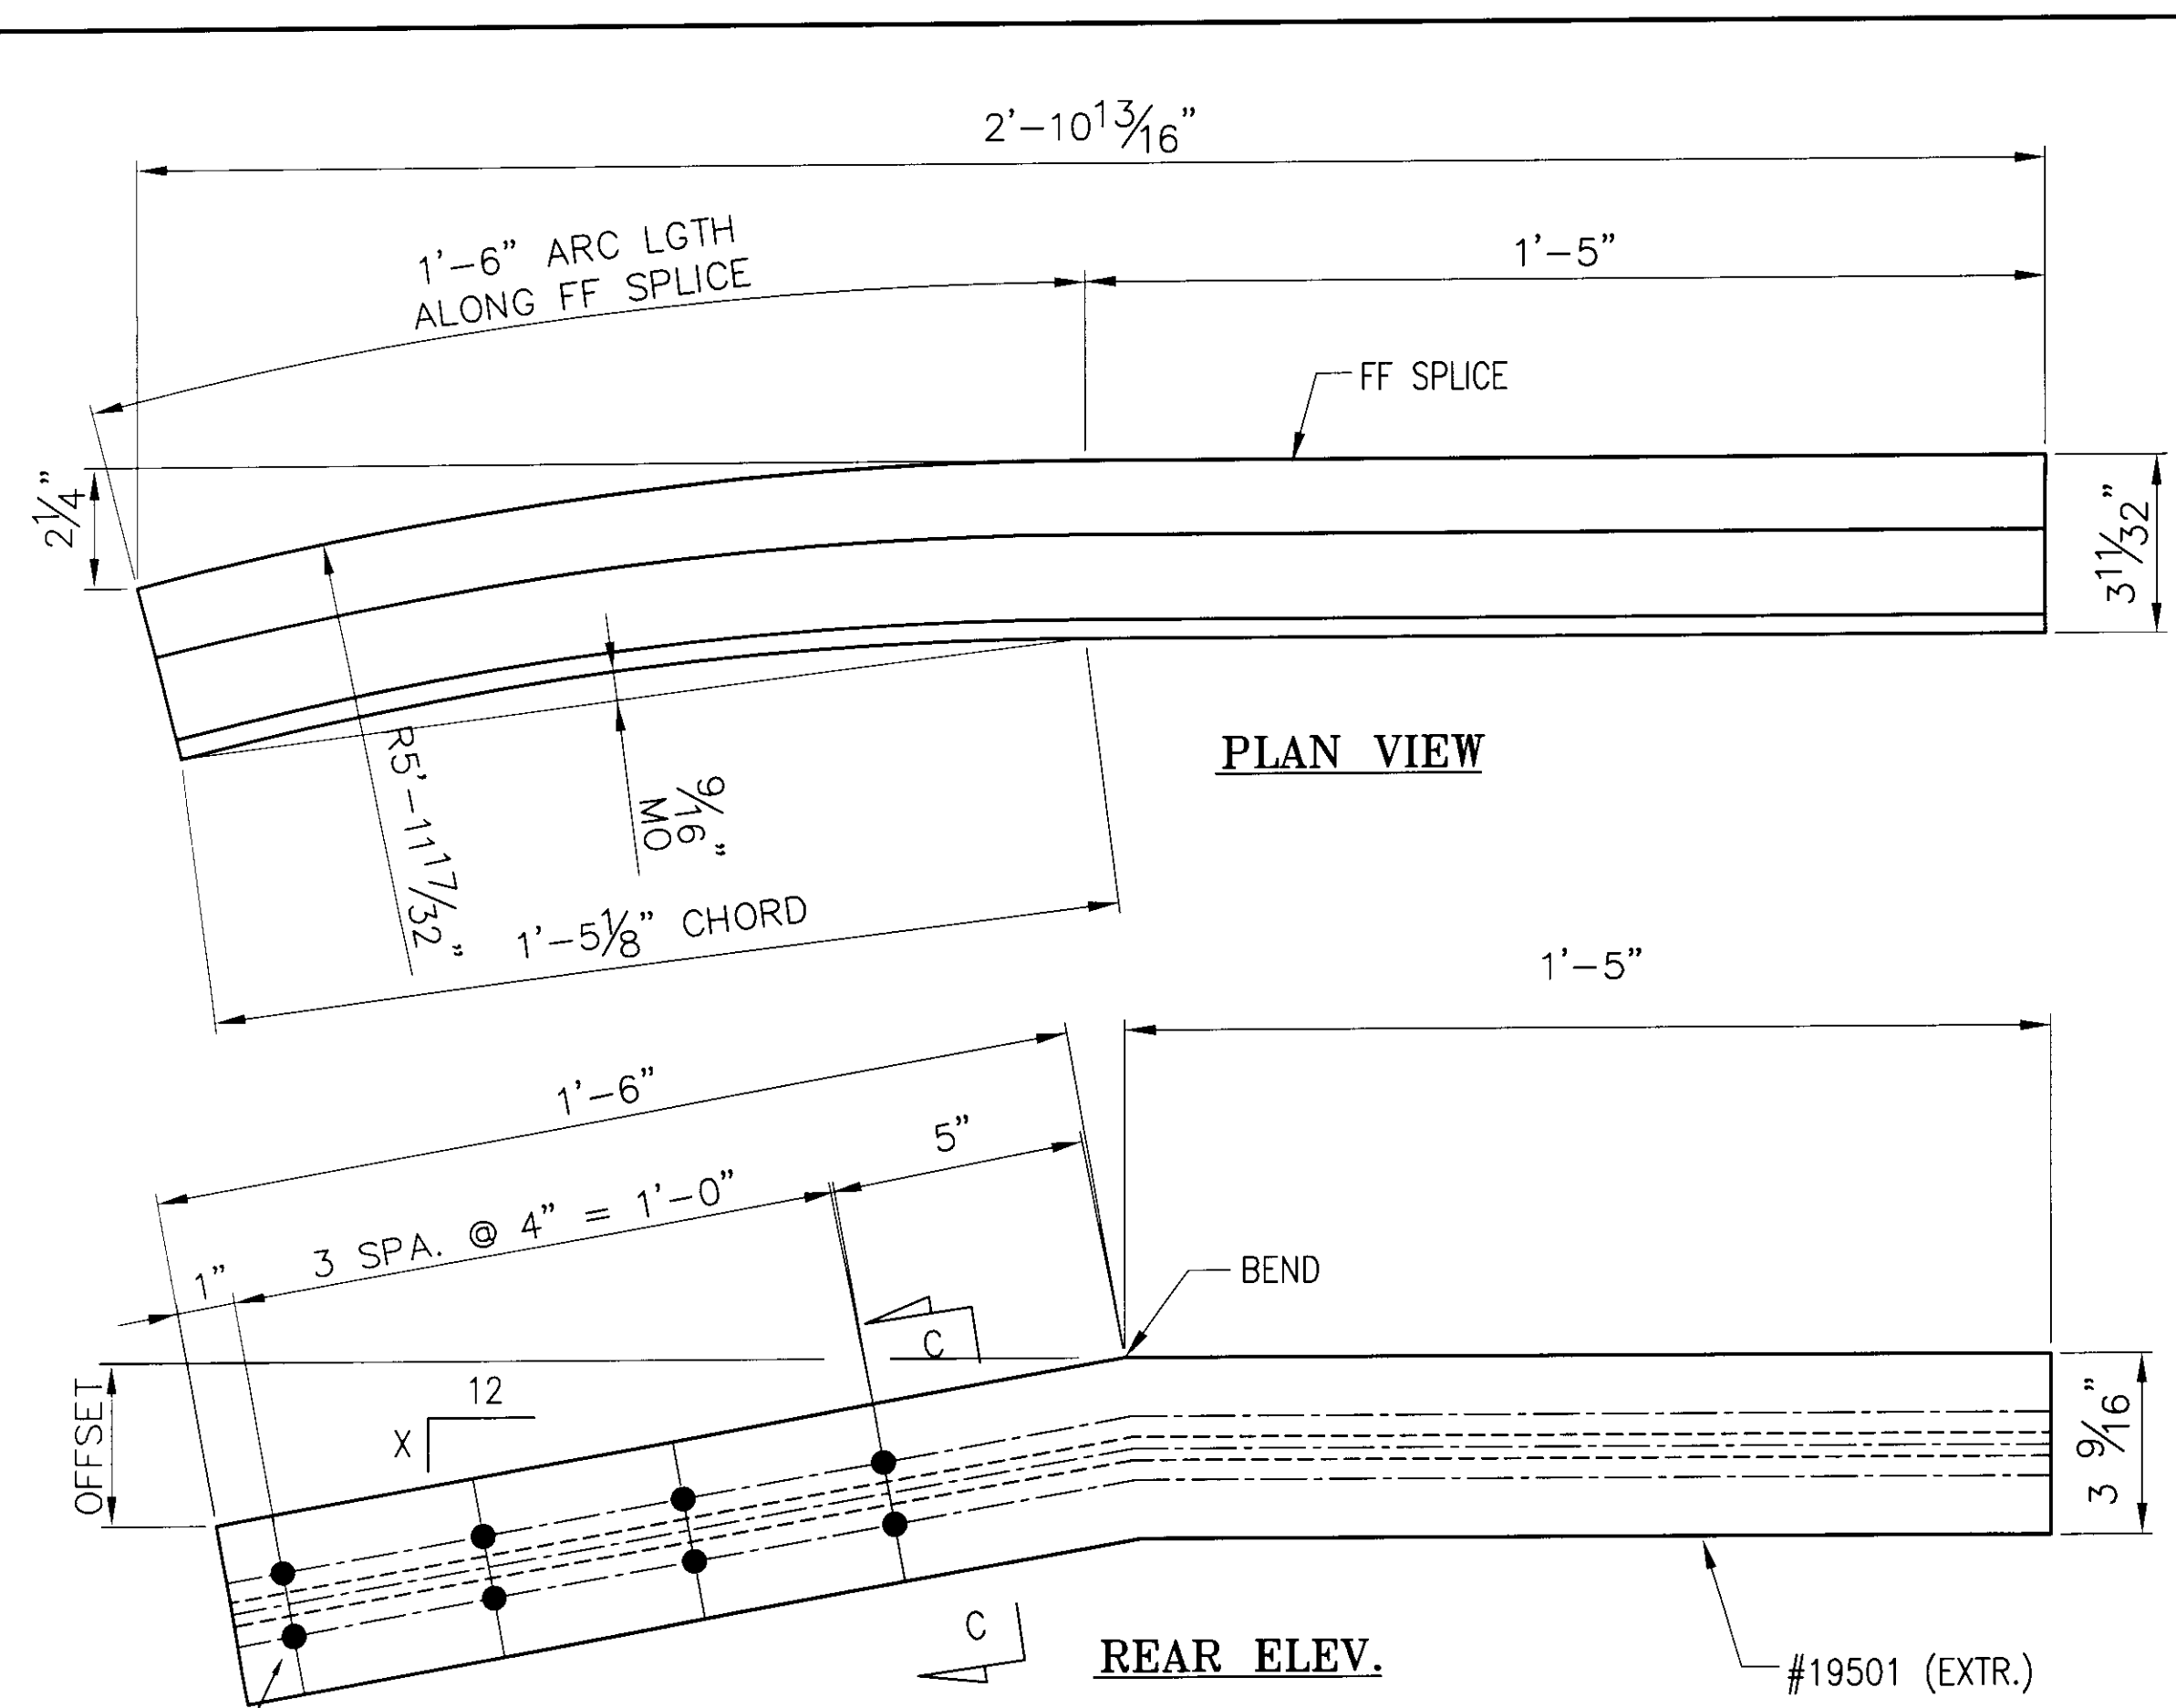 2'-10 13/16"
1'-6" ARC LGTH
ALONG FF SPLICE
1'-5"
FF SPLICE
2 1/4"
3 11/32"
PLAN VIEW
R5'-11 17/32"
9/16"
MO
1'-5 1/8" CHORD
1'-5"
1'-6"
5"
3 SPA. @ 4" = 1'-0"
1"
BEND
C
OFFSET
12
X
3 9/16"
C
REAR ELEV.
#19501 (EXTR.)